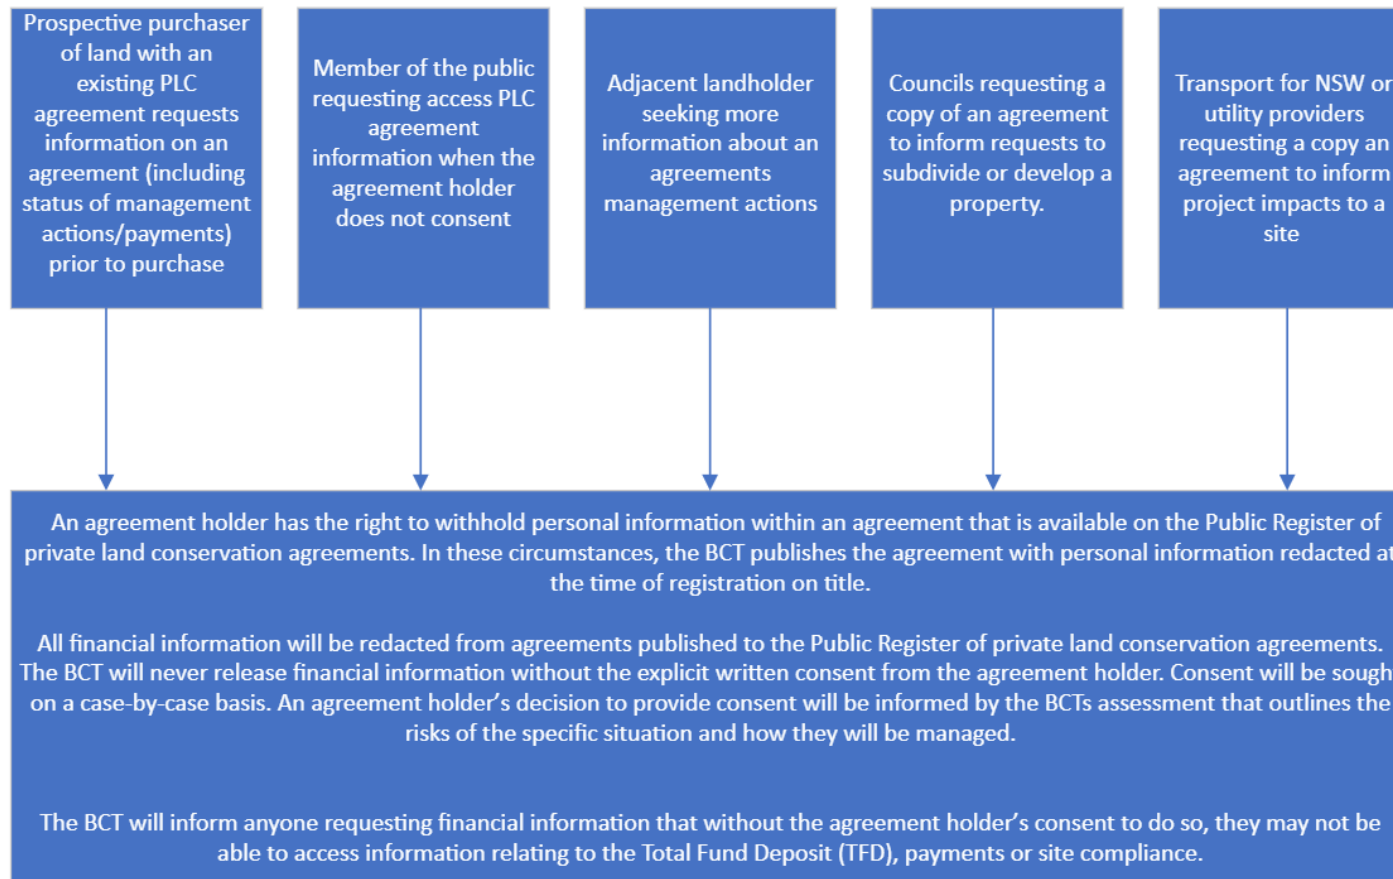 Prospective purchaser
of land with an
existing PLC
agreement requests
information on an
agreement (including
status of management
actions/payments)
prior to purchase
Member of the public
requesting access PLC
agreement
information when the
agreement holder
does not consent
Adjacent landholder
seeking more
information about an
agreements
management actions
Councils requesting a
copy of an agreement
to inform requests to
subdivide or develop a
property.
Transport for NSW or
utility providers
requesting a copy an
agreement to inform
project impacts to a
site
An agreement holder has the right to withhold personal information within an agreement that is available on the Public Register of
private land conservation agreements. In these circumstances, the BCT publishes the agreement with personal information redacted at
the time of registration on title.
All financial information will be redacted from agreements published to the Public Register of private land conservation agreements.
The BCT will never release financial information without the explicit written consent from the agreement holder. Consent will be sough
on a case-by-case basis. An agreement holder's decision to provide consent will be informed by the BCTs assessment that outlines the
risks of the specific situation and how they will be managed.
The BCT will inform anyone requesting financial information that without the agreement holder's consent to do so, they may not be
able to access information relating to the Total Fund Deposit (TFD), payments or site compliance.